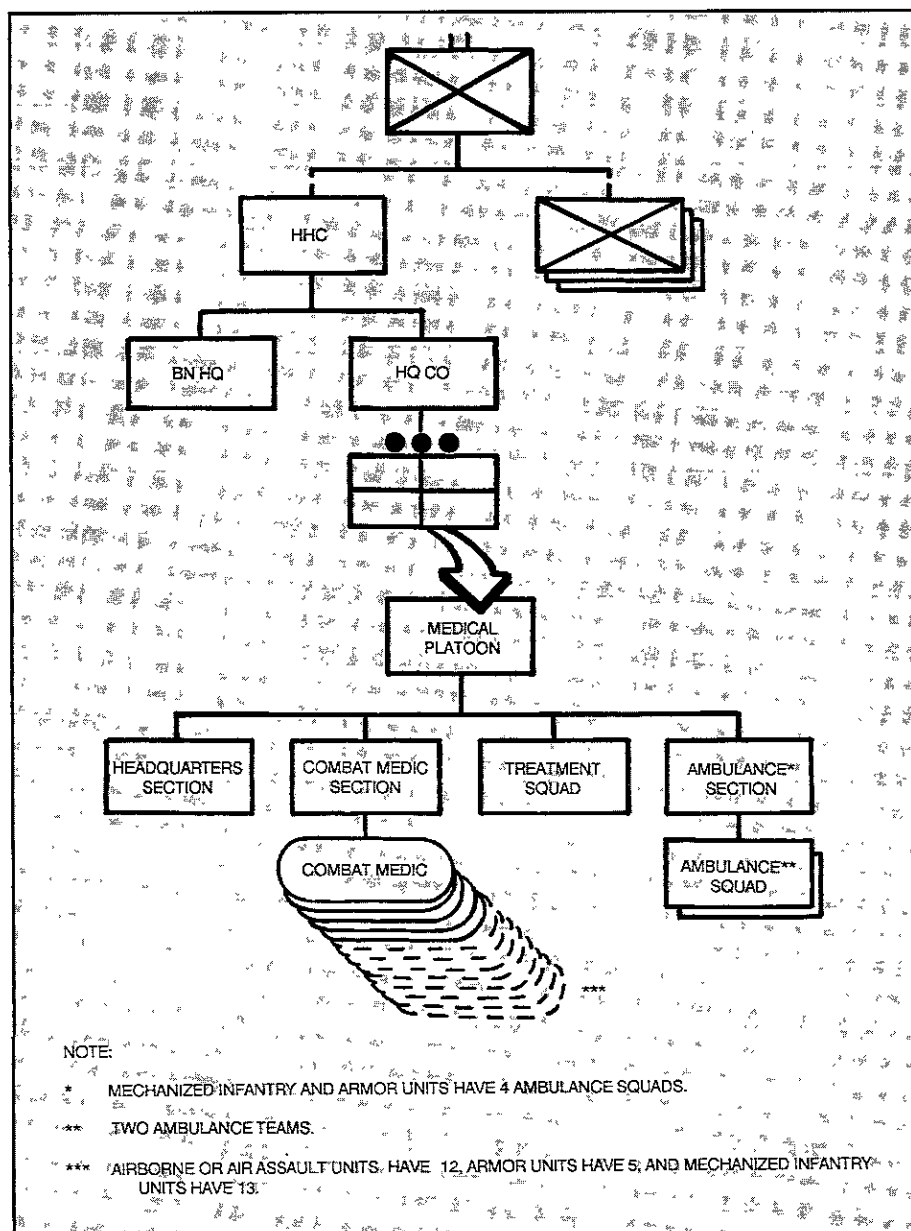 HHC
BN HQ
HQ CO
MEDICAL
PLATOON
HEADQUARTERS
SECTION
COMBAT MEDIC
SECTION
TREATMENT
SQUAD
AMBULANCE*
SECTION
COMBAT MEDIC
AMBULANCE**
SQUAD
***
NOTE:
* MECHANIZED INFANTRY AND ARMOR UNITS HAVE 4 AMBULANCE SQUADS.
** TWO AMBULANCE TEAMS.
*** AIRBORNE OR AIR ASSAULT UNITS HAVE 12, ARMOR UNITS HAVE 5, AND MECHANIZED INFANTRY
UNITS HAVE 13.